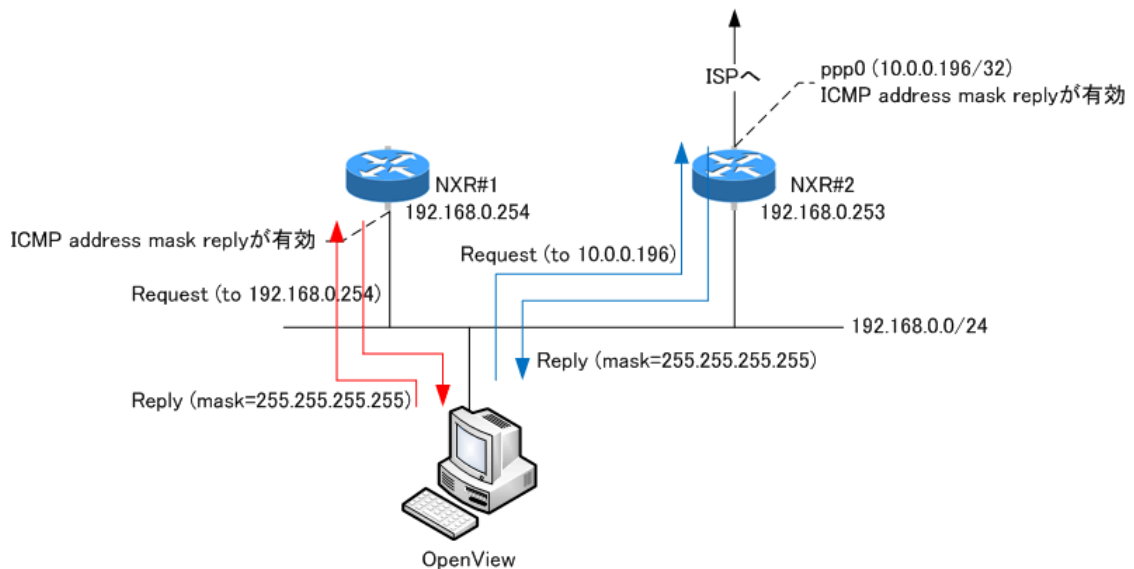 ISPへ
ppp0 (10.0.0.196/32)
ICMP address mask replyが有効
NXR#1
192.168.0.254
NXR#2
192.168.0.253
ICMP address mask replyが有効
Request (to 10.0.0.196)
Request (to 192.168.0.254)
192.168.0.0/24
Reply (mask=255.255.255.255)
Reply (mask=255.255.255.255)
OpenView